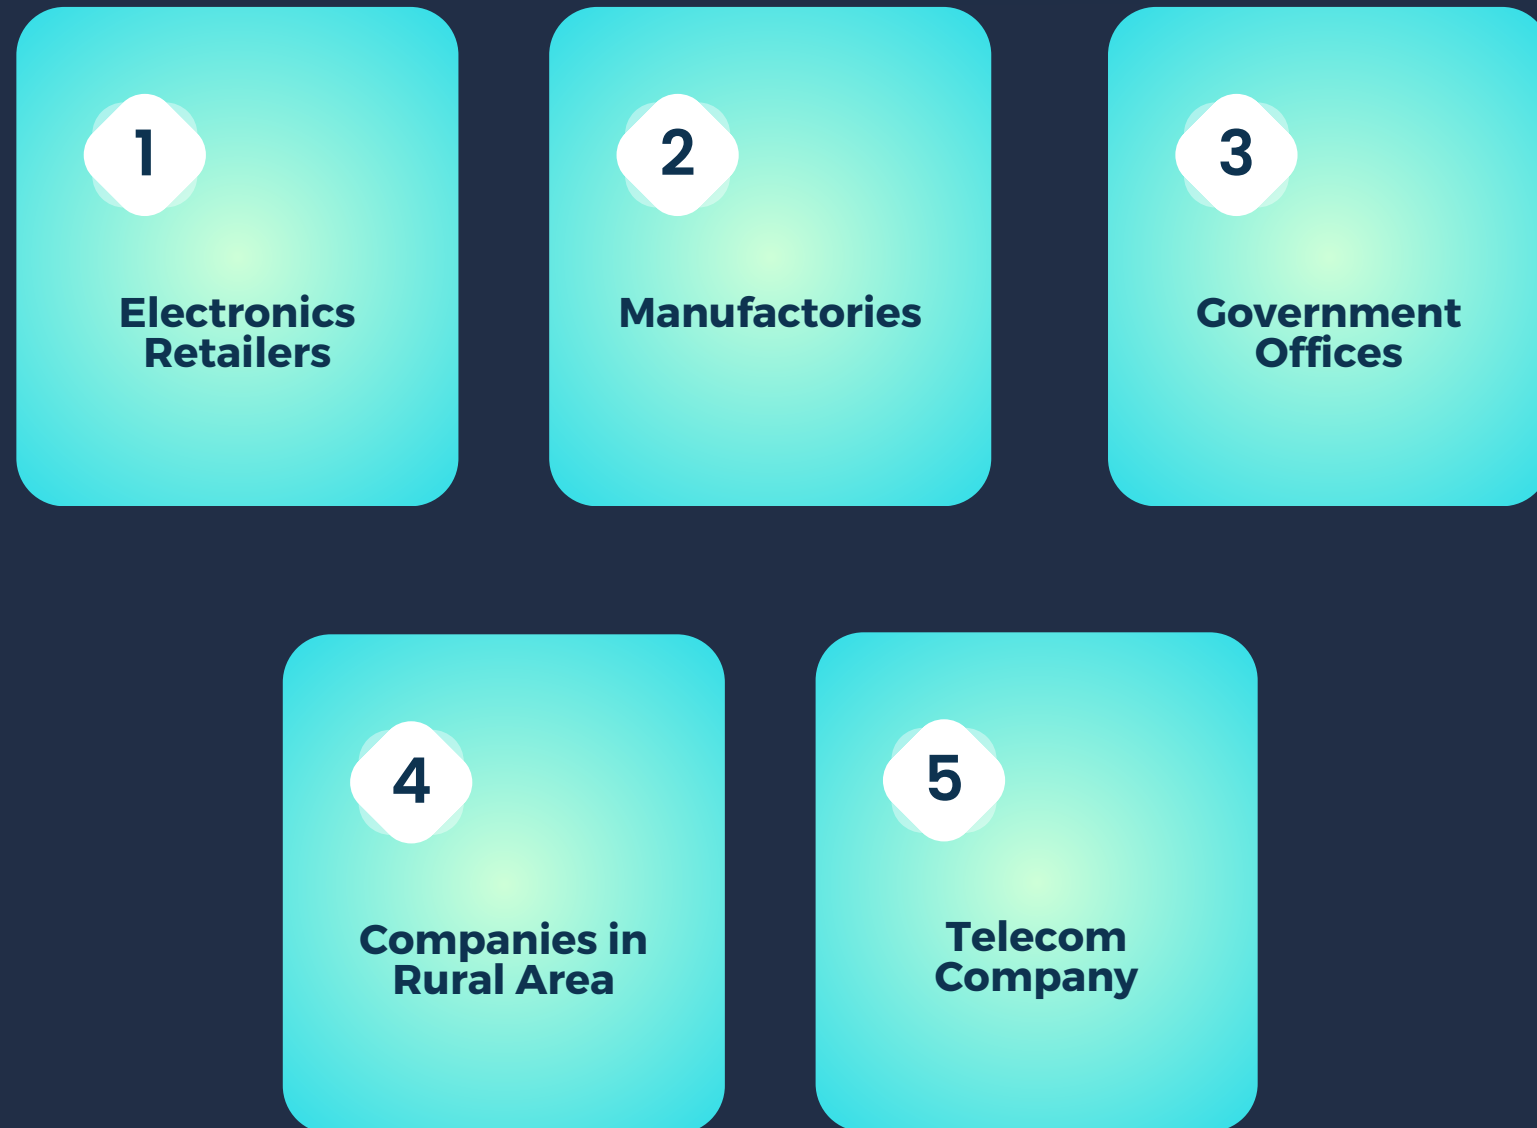 1
Electronics
Retailers
2
Manufactories
3
Government
Offices
4
Companies in
Rural Area
5
Telecom
Company